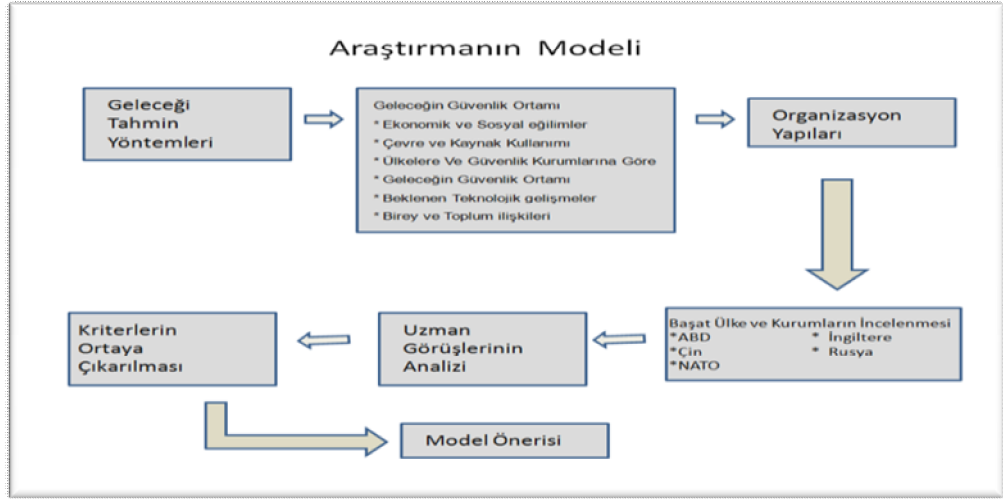 Araştırmanın Modeli
Geleceği
Tahmin
Yöntemleri
Geleceğin Güvenlik Ortamı
* Ekonomik ve Sosyal eğilimler
* Çevre ve Kaynak Kullanımı
* Ülkelere Ve Güvenlik Kurumlarına Göre
* Geleceğin Güvenlik Ortamı
* Beklenen Teknolojik gelişmeler
* Birey ve Toplum ilişkileri
Organizasyon
Yapıları
Başat Ülke ve Kurumların İncelenmesi
*ABD * İngiltere
*Çin * Rusya
*NATO
Uzman
Görüşlerinin
Analizi
Kriterlerin
Ortaya
Çıkarılması
Model Önerisi